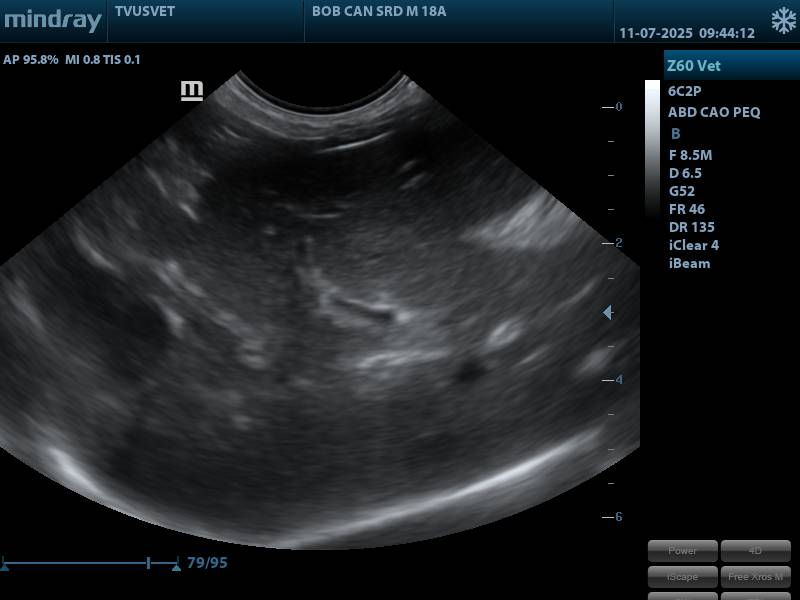 mindray
TVUSVET
BOB CAN SRD M 18A
11-07-2025 09:44:12
AP 95.8% MI 0.8 TIS 0.1
m
Z60 Vet
6C2P
ABD CAO PEQ
B
F 8.5M
D 6.5
G52
FR 46
DR 135
iClear 4
iBeam
0
2
4
6
79/95
Power
4D
iScape
Free Xros M